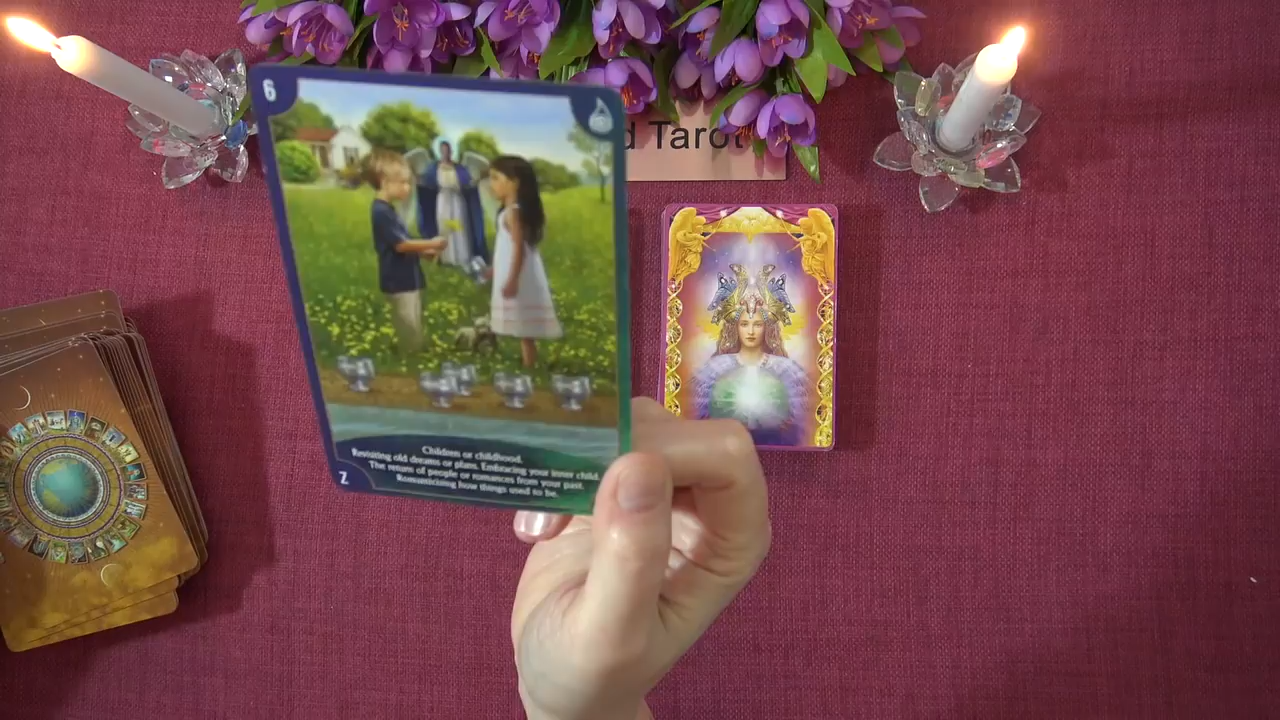 6
d Tarot
Children or childhood.
Revisiting old dreams or plans. Embracing your inner child.
The return of people or romances from your past.
Romanticising how things used to be.
Z